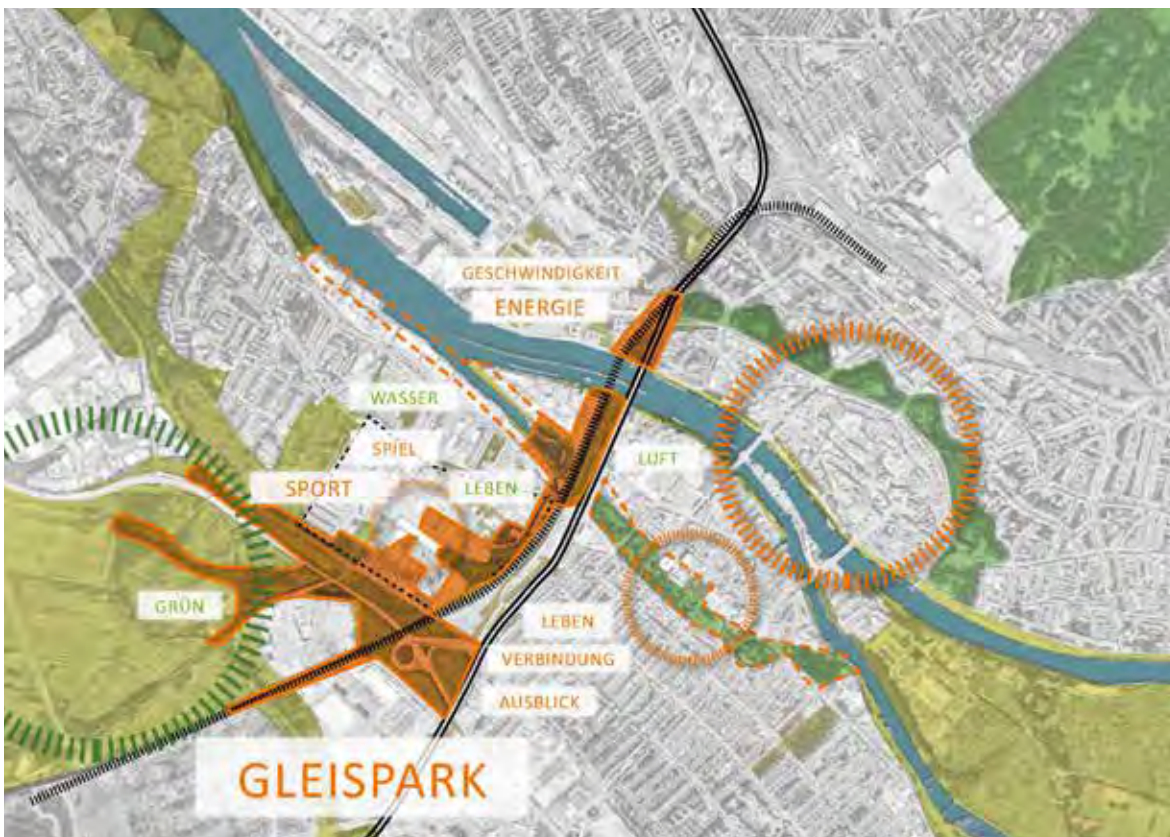 GESCHWINDIGKEIT
ENERGIE
WASSER
SPIEL
SPORT
LEBEN
LUFT
GRÜN
LEBEN
VERBINDUNG
AUSBLICK
GLEISPARK